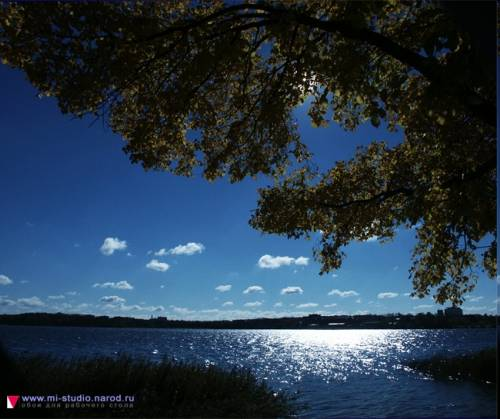 www.mi-studio.narod.ru
обои для рабочего стола